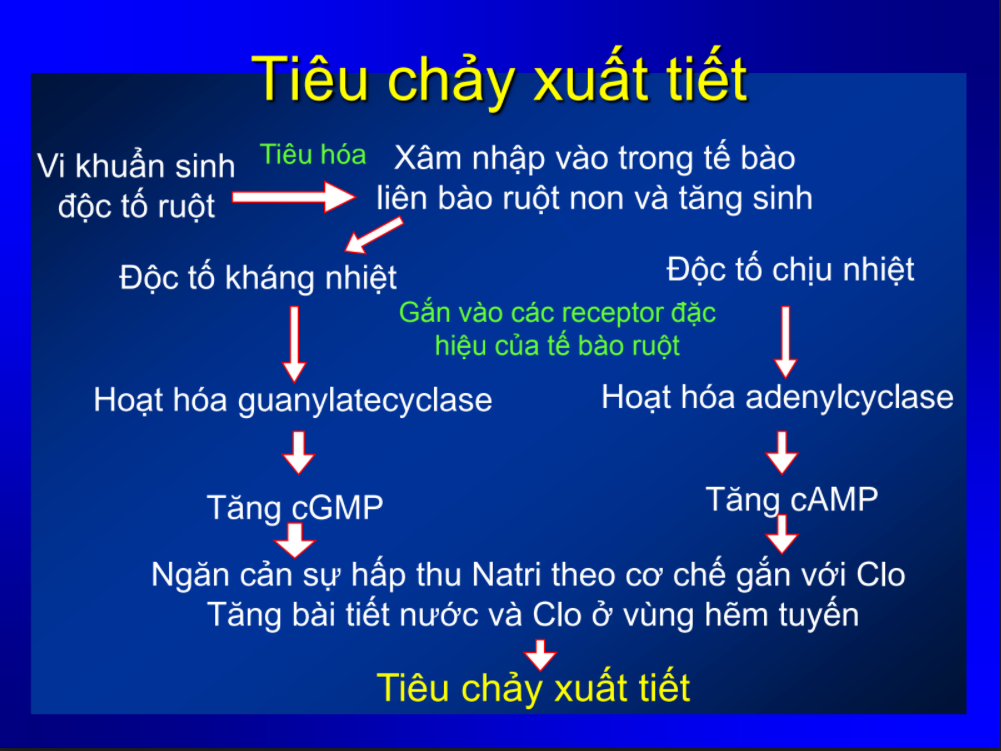 Tiêu chảy xuất tiết
Vi khuẩn sinh
độc tố ruột
Tiêu hóa
Xâm nhập vào trong tế bào
liên bào ruột non và tăng sinh
Độc tố kháng nhiệt
Độc tố chịu nhiệt
Gắn vào các receptor đặc
hiệu của tế bào ruột
Hoạt hóa guanylatecyclase
Hoạt hóa adenylcyclase
Tăng cGMP
Tăng cAMP
Ngăn cản sự hấp thu Natri theo cơ chế gắn với Clo
Tăng bài tiết nước và Clo ở vùng hẽm tuyến
Tiêu chảy xuất tiết